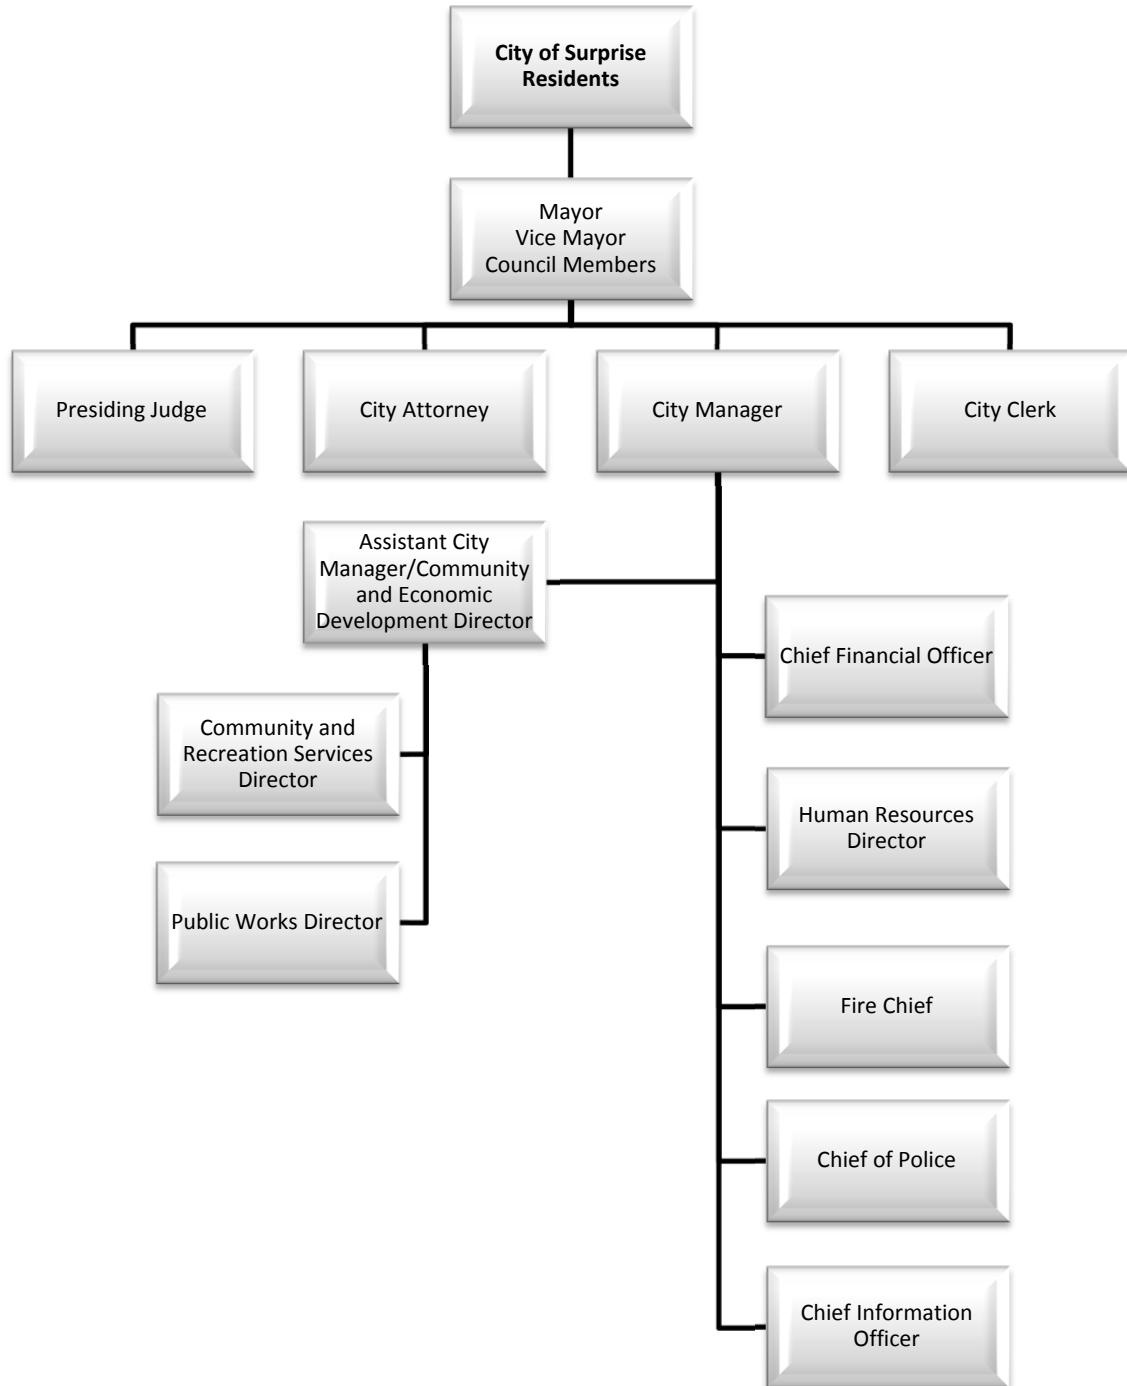 City of Surprise
Residents
Mayor
Vice Mayor
Council Members
Presiding Judge
City Attorney
City Manager
City Clerk
Assistant City
Manager/Community
and Economic
Development Director
Chief Financial Officer
Community and
Recreation Services
Director
Human Resources
Director
Public Works Director
Fire Chief
Chief of Police
Chief Information
Officer